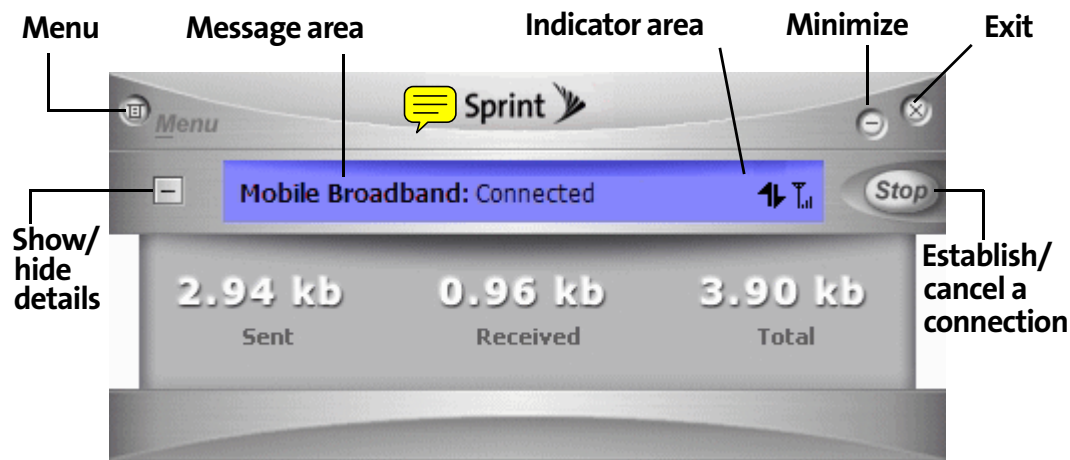 Menu
Message area
Indicator area
Minimize
Exit
Sprint
Menu
Mobile Broadband: Connected
Stop
Show/
hide
details
2.94 kb
0.96 kb
3.90 kb
Sent
Received
Total
Establish/
cancel a
connection